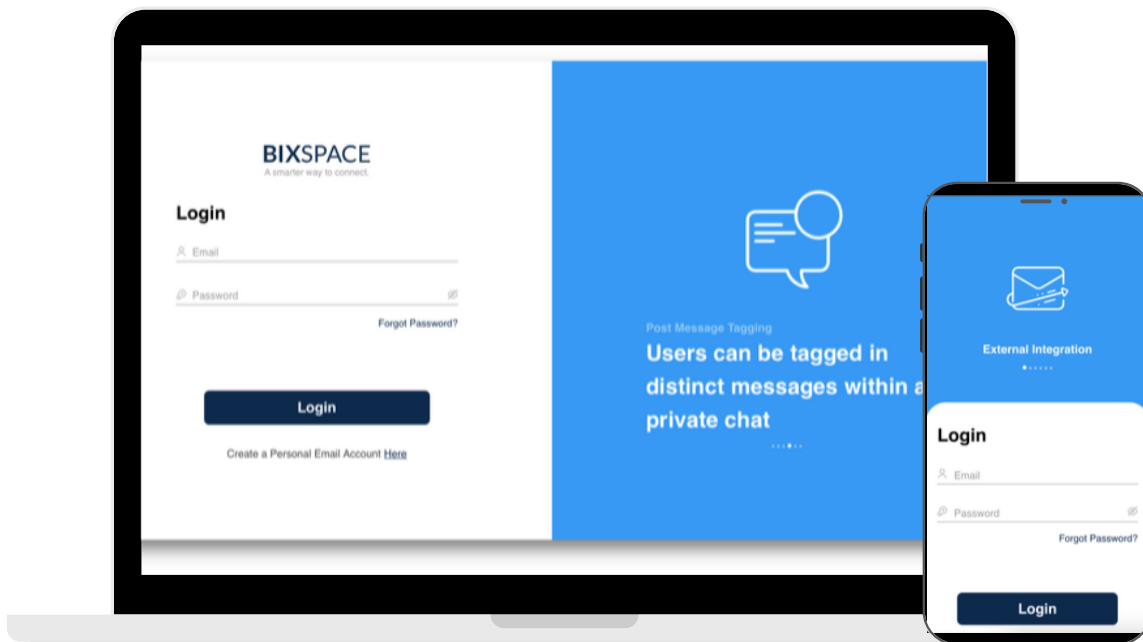 BIXSPACE
A smarter way to connect.
Login
Email
Password
Forgot Password?
Login
Create a Personal Email Account Here
Post Message Tagging
Users can be tagged in
distinct messages within a
private chat
External Integration
Login
Email
Password
Forgot Password?
Login